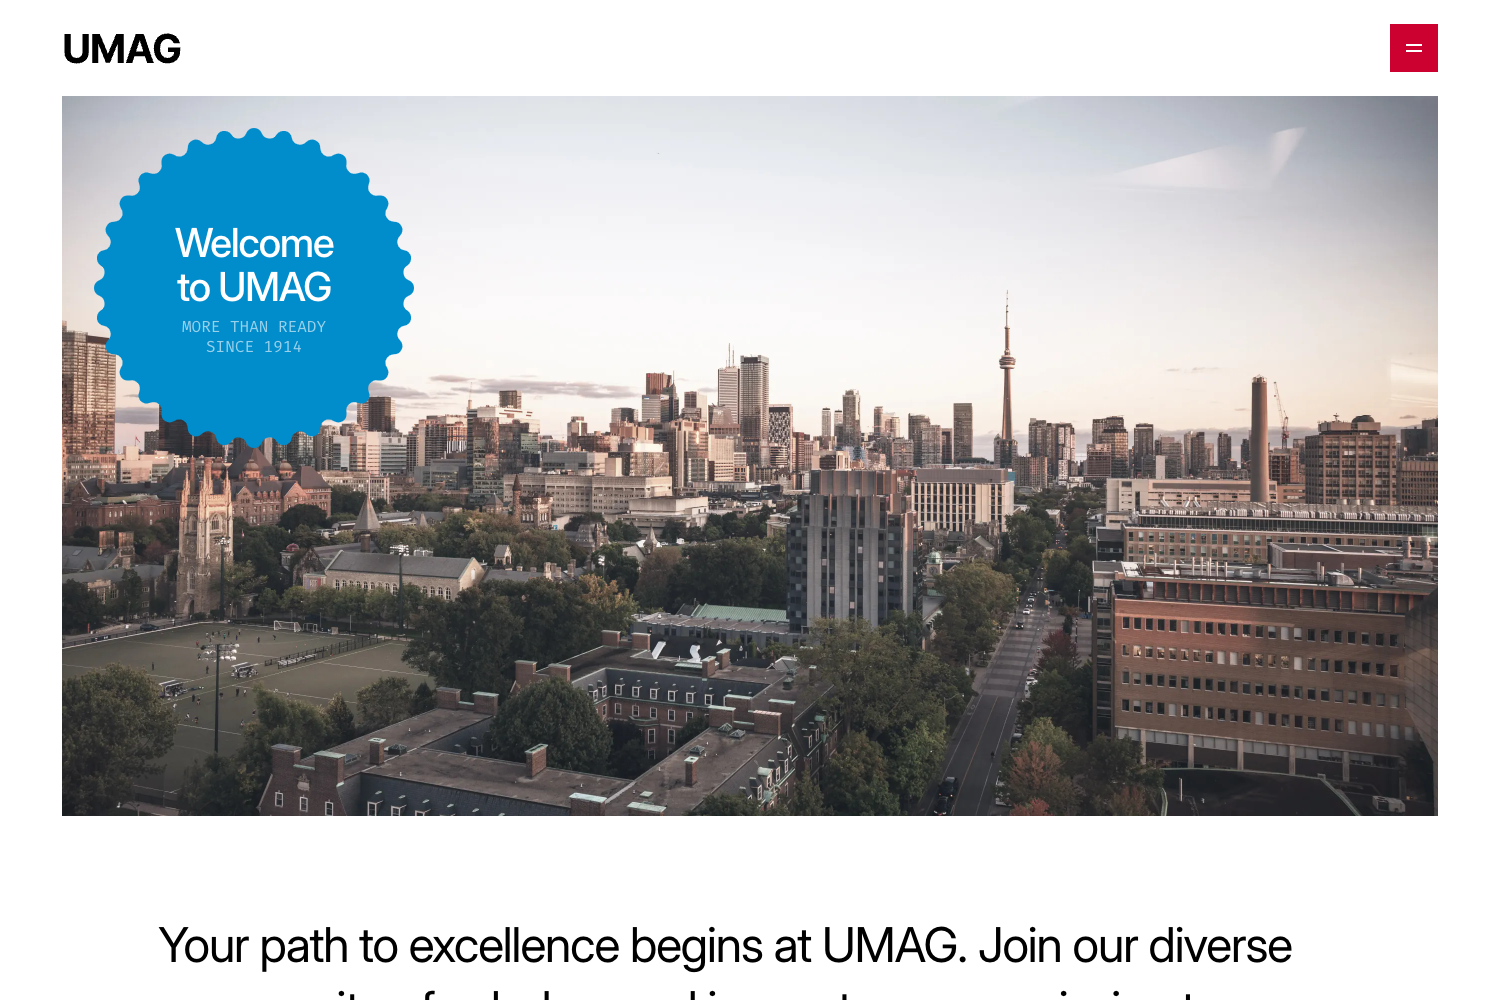 UMAG
Welcome
to UMAG
MORE THAN READY
SINCE 1914
Your path to excellence begins at UMAG. Join our diverse